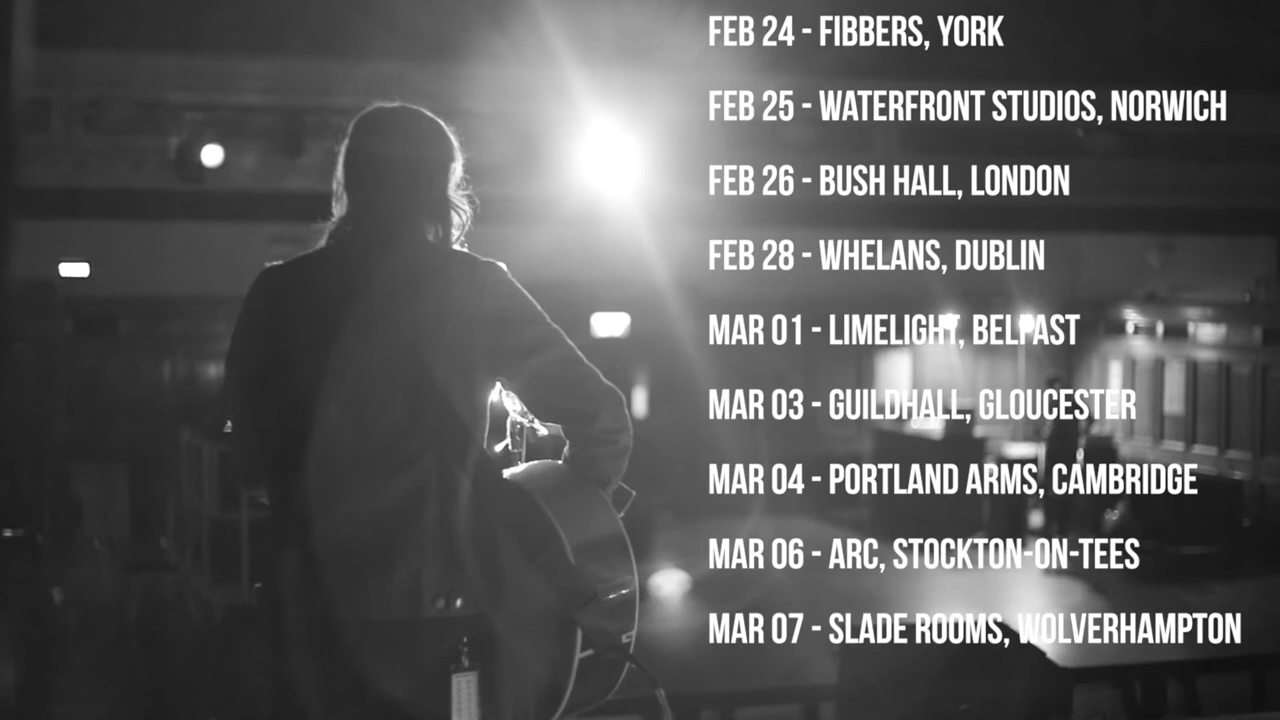 FEB 24 - FIBBERS, YORK
FEB 25 - WATERFRONT STUDIOS, NORWICH
FEB 26 - BUSH HALL, LONDON
FEB 28 - WHELANS, DUBLIN
MAR 01 - LIMELIGHT, BELFAST
MAR 03 - GUILDHALL, GLOUCESTER
MAR 04 - PORTLAND ARMS, CAMBRIDGE
MAR 06 - ARC, STOCKTON-ON-TEES
MAR 07 - SLADE ROOMS, WOLVERHAMPTON